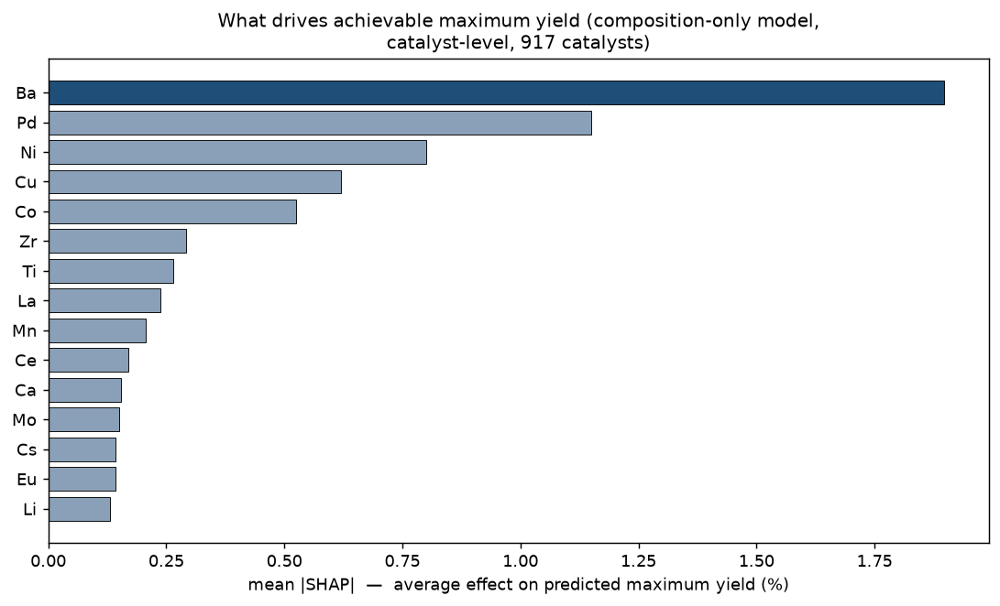 What drives achievable maximum yield (composition-only model,
catalyst-level, 917 catalysts)
Ba
Pd
Ni
Cu
Co
Zr
Ti
La
Mn
Ce
Ca
Mo
Cs
Eu
Li
0.00 0.25 0.50 0.75 1.00 1.25 1.50 1.75
mean |SHAP| — average effect on predicted maximum yield (%)